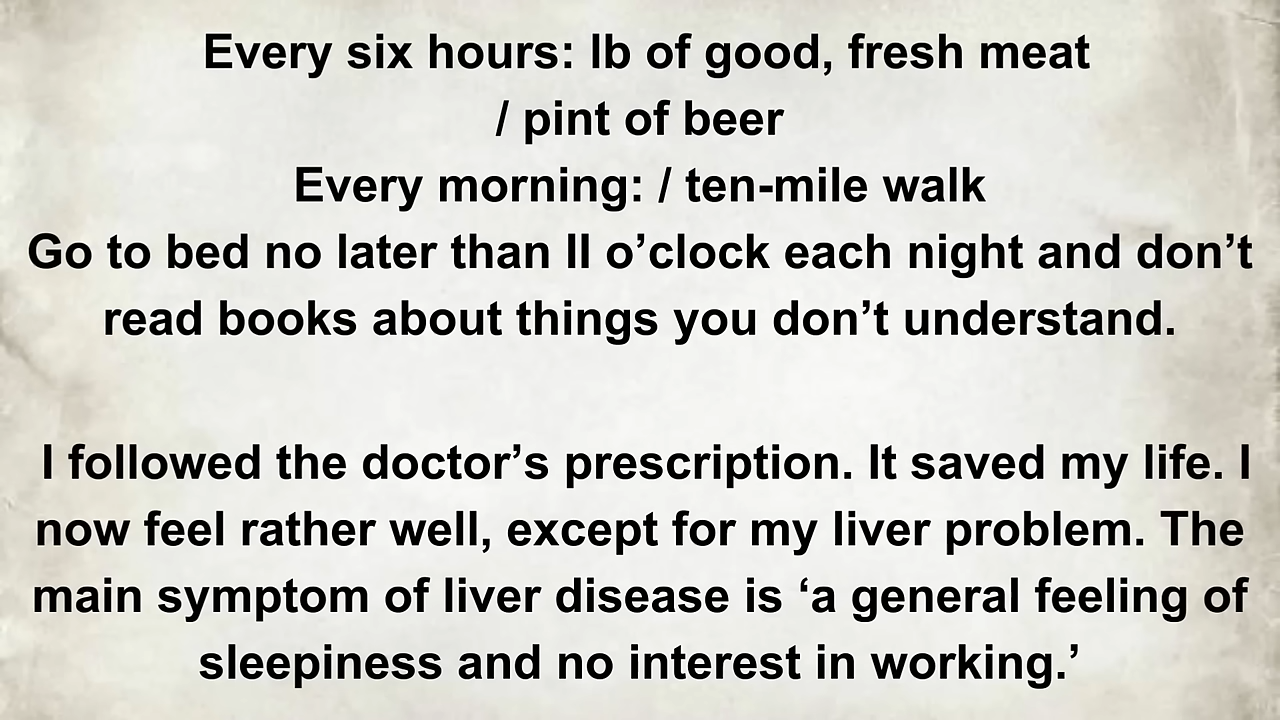 Every six hours: lb of good, fresh meat
/ pint of beer
Every morning: / ten-mile walk
Go to bed no later than ll o’clock each night and don’t
read books about things you don’t understand.
I followed the doctor’s prescription. It saved my life. I
now feel rather well, except for my liver problem. The
main symptom of liver disease is ‘a general feeling of
sleepiness and no interest in working.’